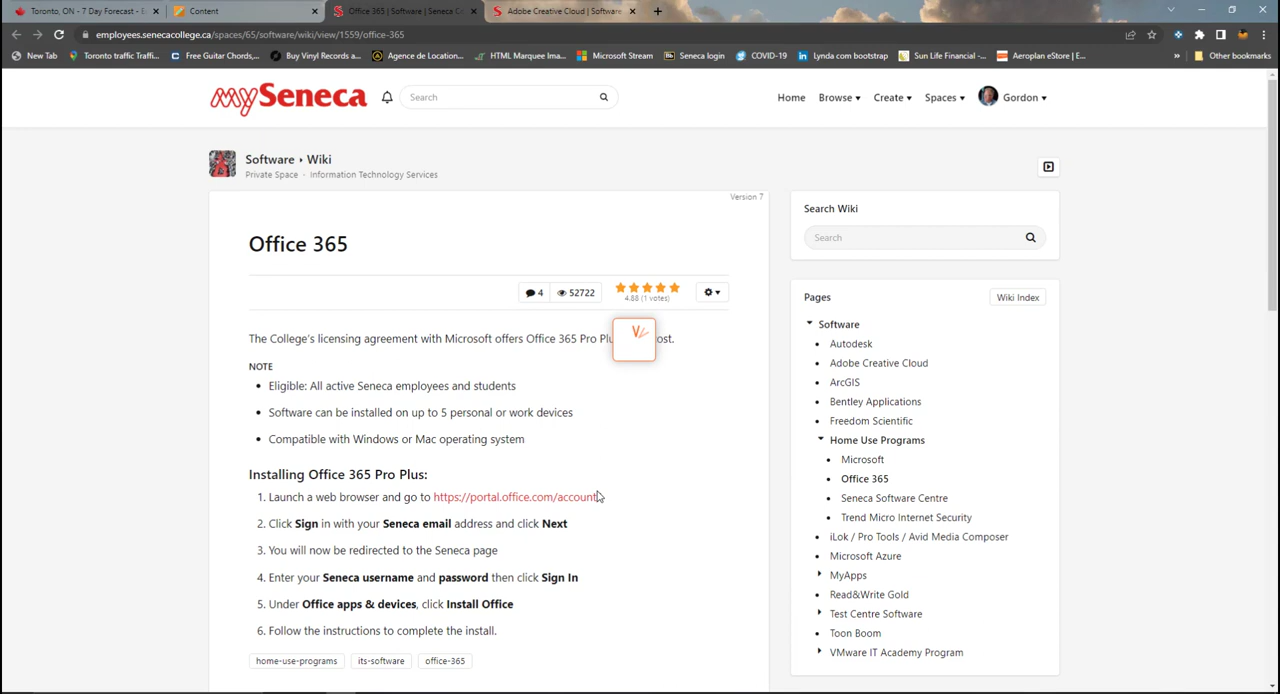 Toronto, ON - 7 Day Forecast - E
Content
Office 365 | Software | Seneca C
Adobe Creative Cloud | Software
employees.senecacollege.ca/spaces/65/software/wiki/view/1559/office-365
New Tab
Toronto traffic Traffi...
Free Guitar Chords,...
Buy Vinyl Records a...
Agence de Location...
HTML Marquee Ima...
Microsoft Stream
Bb Seneca login
COVID-19
Lynda com bootstrap
Sun Life Financial -...
Aeroplan eStore | E...
»
Other bookmarks
mySeneca
Search
Home
Browse
Create
Spaces
Gordon
Software • Wiki
Private Space · Information Technology Services
Version 7
Office 365
4
52722
4.88 (1 votes)
The College's licensing agreement with Microsoft offers Office 365 Pro Plu
ost.
NOTE
• Eligible: All active Seneca employees and students
• Software can be installed on up to 5 personal or work devices
• Compatible with Windows or Mac operating system
Installing Office 365 Pro Plus:
1. Launch a web browser and go to https://portal.office.com/account
2. Click Sign in with your Seneca email address and click Next
3. You will now be redirected to the Seneca page
4. Enter your Seneca username and password then click Sign In
5. Under Office apps & devices, click Install Office
6. Follow the instructions to complete the install.
home-use-programs
its-software
office-365
Search Wiki
Search
Pages
Wiki Index
Software
• Autodesk
• Adobe Creative Cloud
• ArcGIS
• Bentley Applications
• Freedom Scientific
Home Use Programs
• Microsoft
• Office 365
• Seneca Software Centre
• Trend Micro Internet Security
• iLok / Pro Tools / Avid Media Composer
• Microsoft Azure
MyApps
• Read&Write Gold
Test Centre Software
• Toon Boom
VMware IT Academy Program